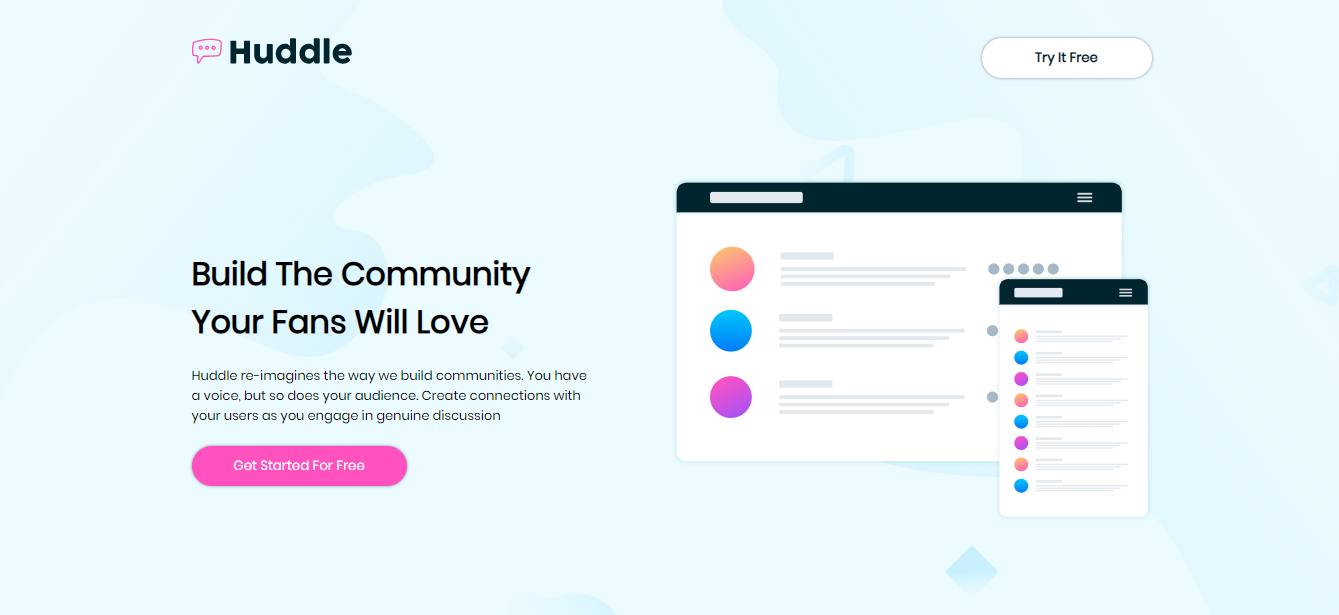 Huddle
Try It Free
Build The Community
Your Fans Will Love
Huddle re-imagines the way we build communities. You have
a voice, but so does your audience. Create connections with
your users as you engage in genuine discussion
Get Started For Free